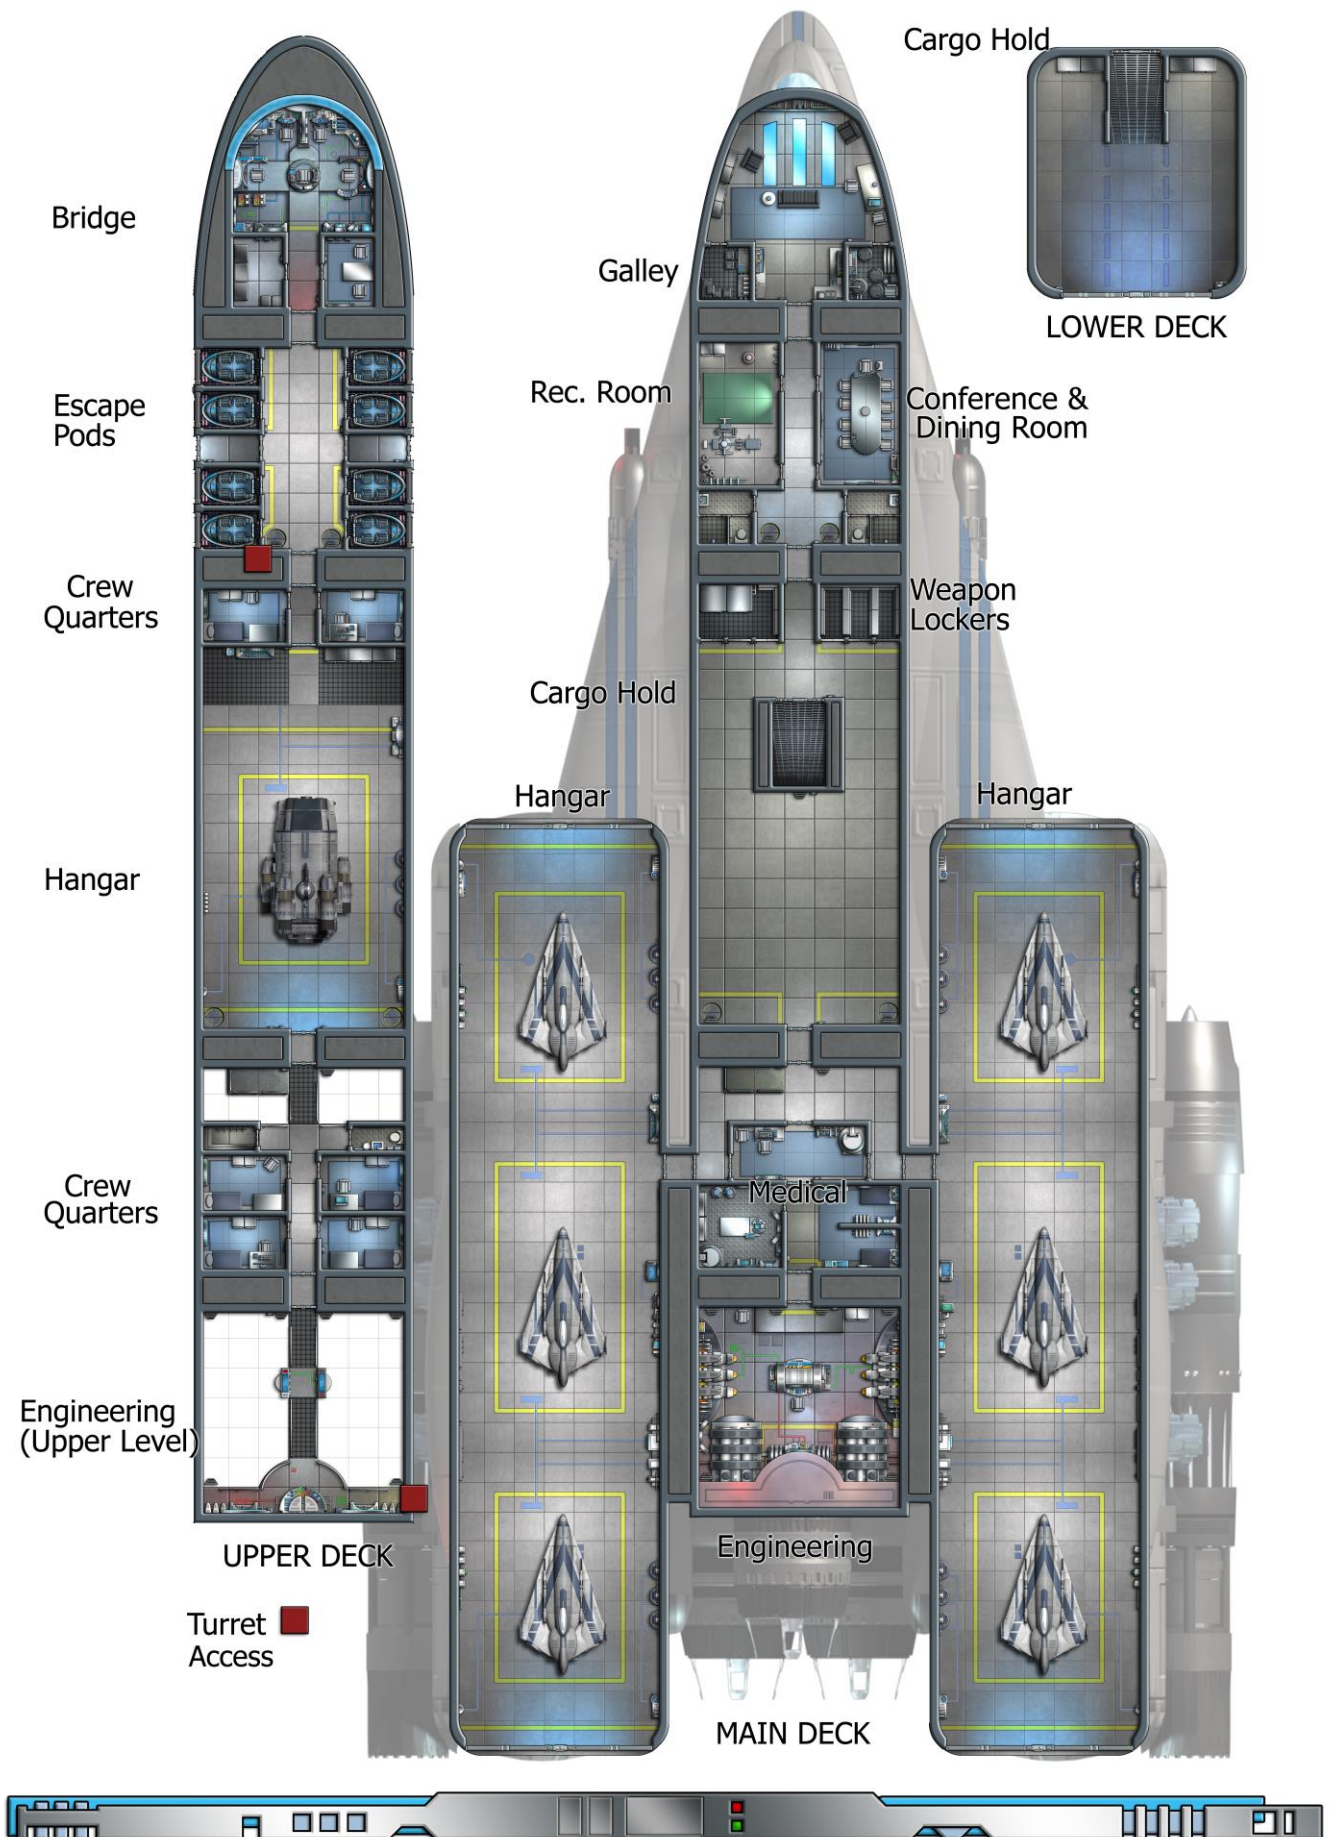 Cargo Hold
LOWER DECK
Bridge
Galley
Escape
Pods
Rec. Room
Conference &
Dining Room
Crew
Quarters
Weapon
Lockers
Cargo Hold
Hangar
Hangar
Hangar
Crew
Quarters
Medical
Engineering
(Upper Level)
Engineering
UPPER DECK
Turret
Access
MAIN DECK